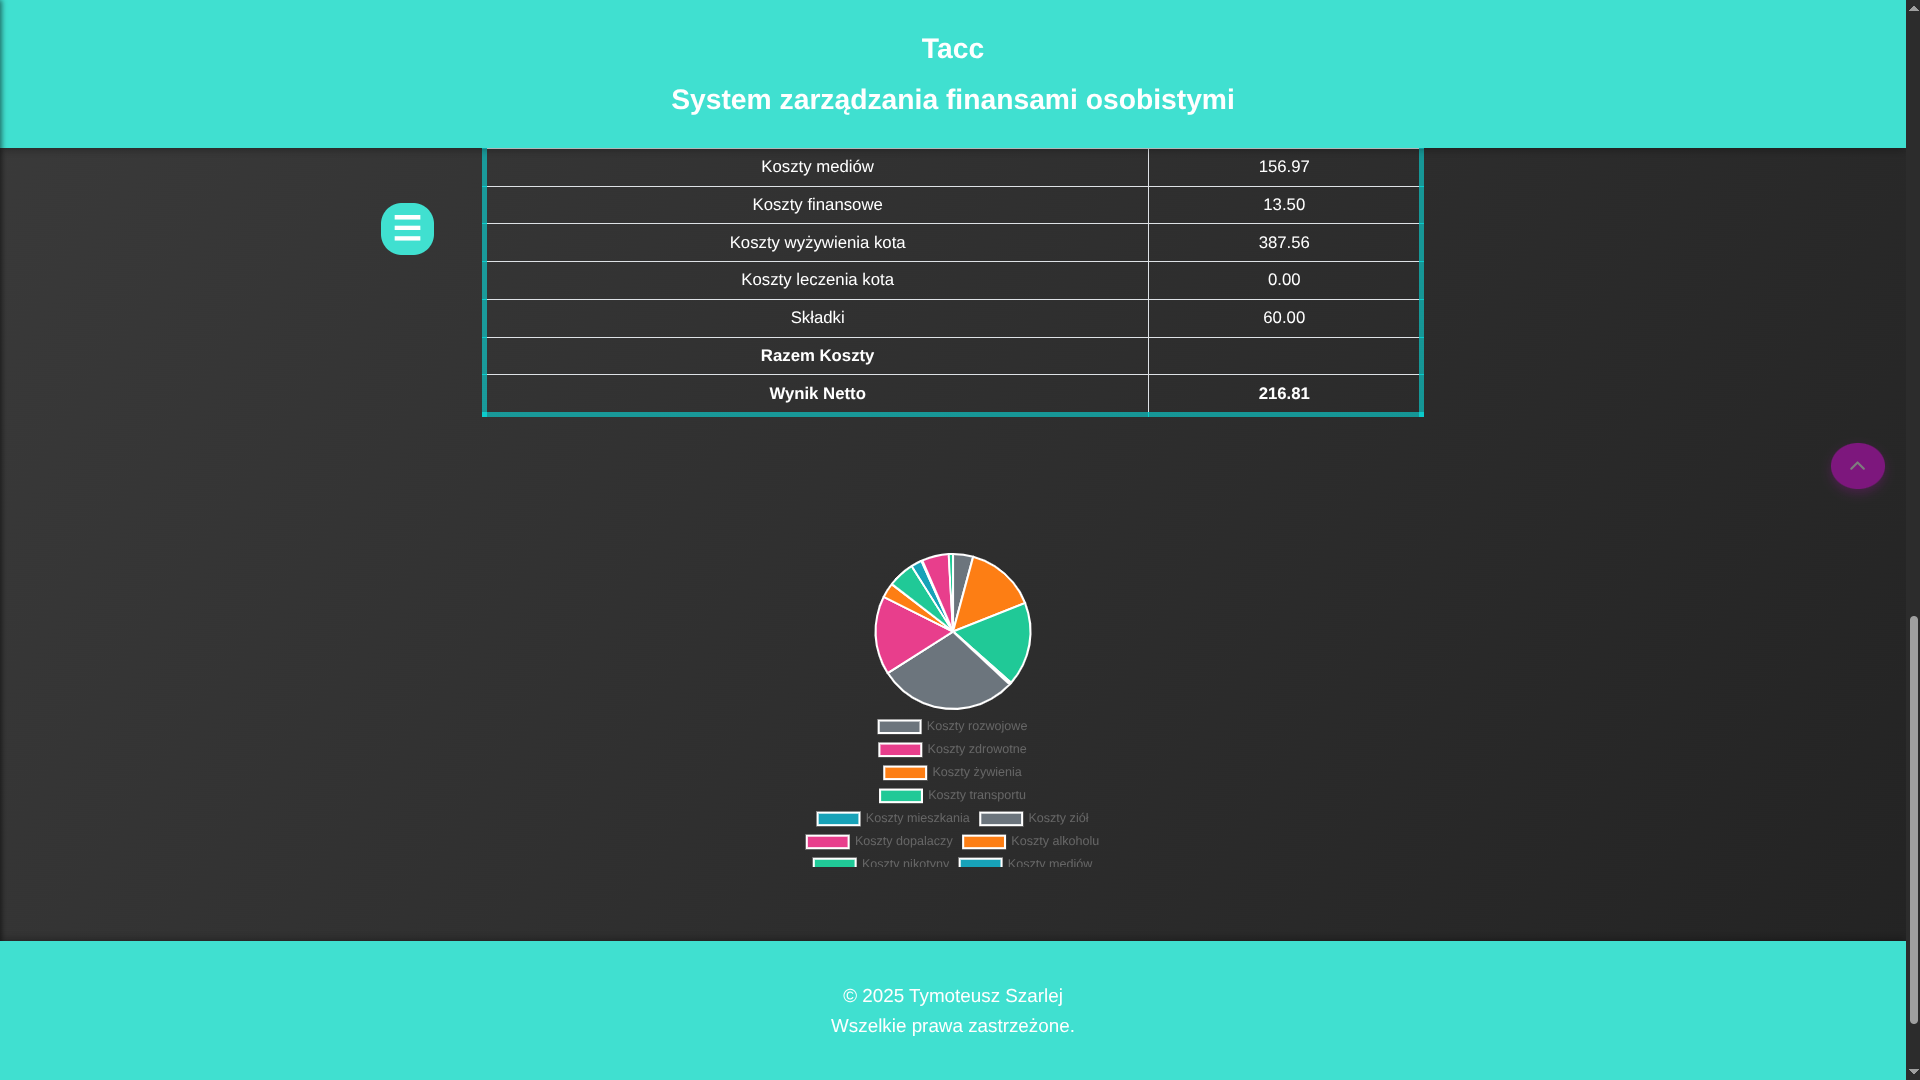 Tacc
System zarządzania finansami osobistymi
Koszty mediów 156.97
Koszty finansowe 13.50
Koszty wyżywienia kota 387.56
Koszty leczenia kota 0.00
Składki 60.00
Razem Koszty
Wynik Netto 216.81
Koszty rozwojowe
Koszty zdrowotne
Koszty żywienia
Koszty transportu
Koszty mieszkania Koszty ziół
Koszty dopalaczy Koszty alkoholu
Koszty nikotyny Koszty mediów
© 2025 Tymoteusz Szarlej
Wszelkie prawa zastrzeżone.